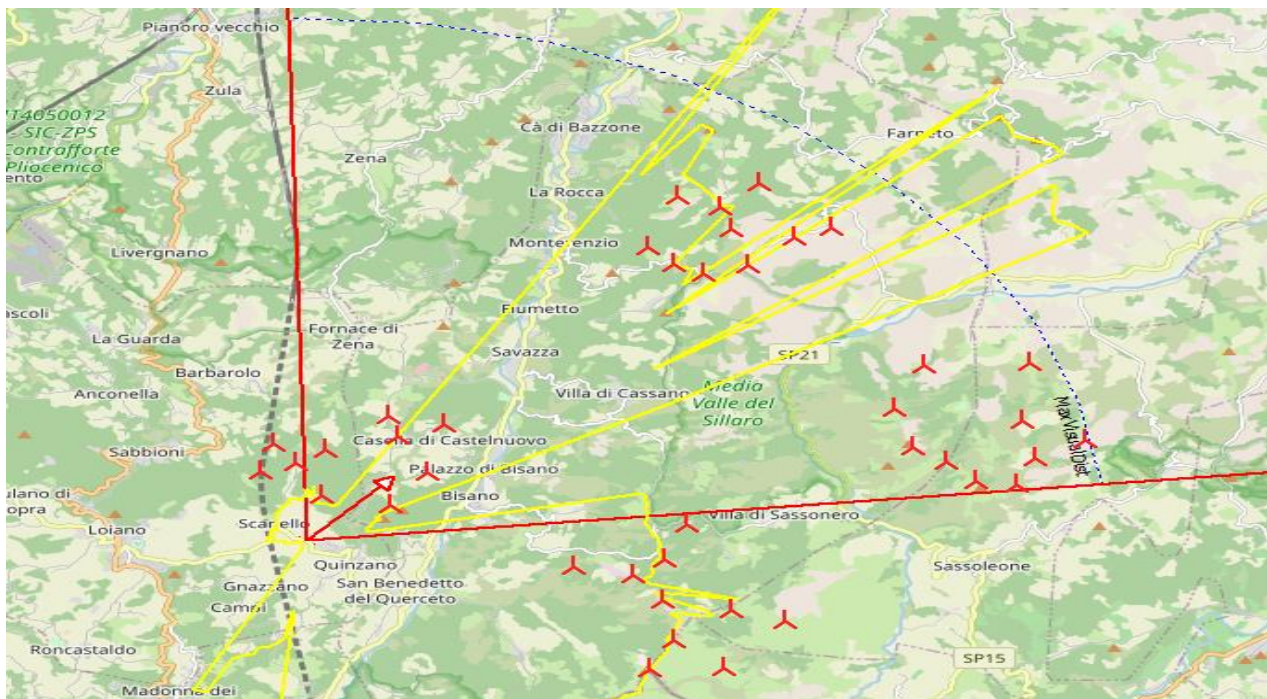 Pianoro vecchio
Zula
IT4050012
- SIC-ZPS
Contrafforte
Pliocenico
Zena
Cà di Bazzone
Farneto
La Rocca
Livergnano
Monterenzio
Fiumetto
La Guarda
Fornace di
Zena
Savazza
SP21
Barbarolo
Anconella
Villa di Cassano
Media
Valle del
Sillaro
MaxVisualDist
Sabbioni
Casella di Castelnuovo
Palazzo di Bisano
Bisano
Loiano
Scanello
Villa di Sassonero
Quinzano
Sassoleone
Gnazzano
San Benedetto
del Querceto
Campi
Roncastaldo
SP15
Madonna dei